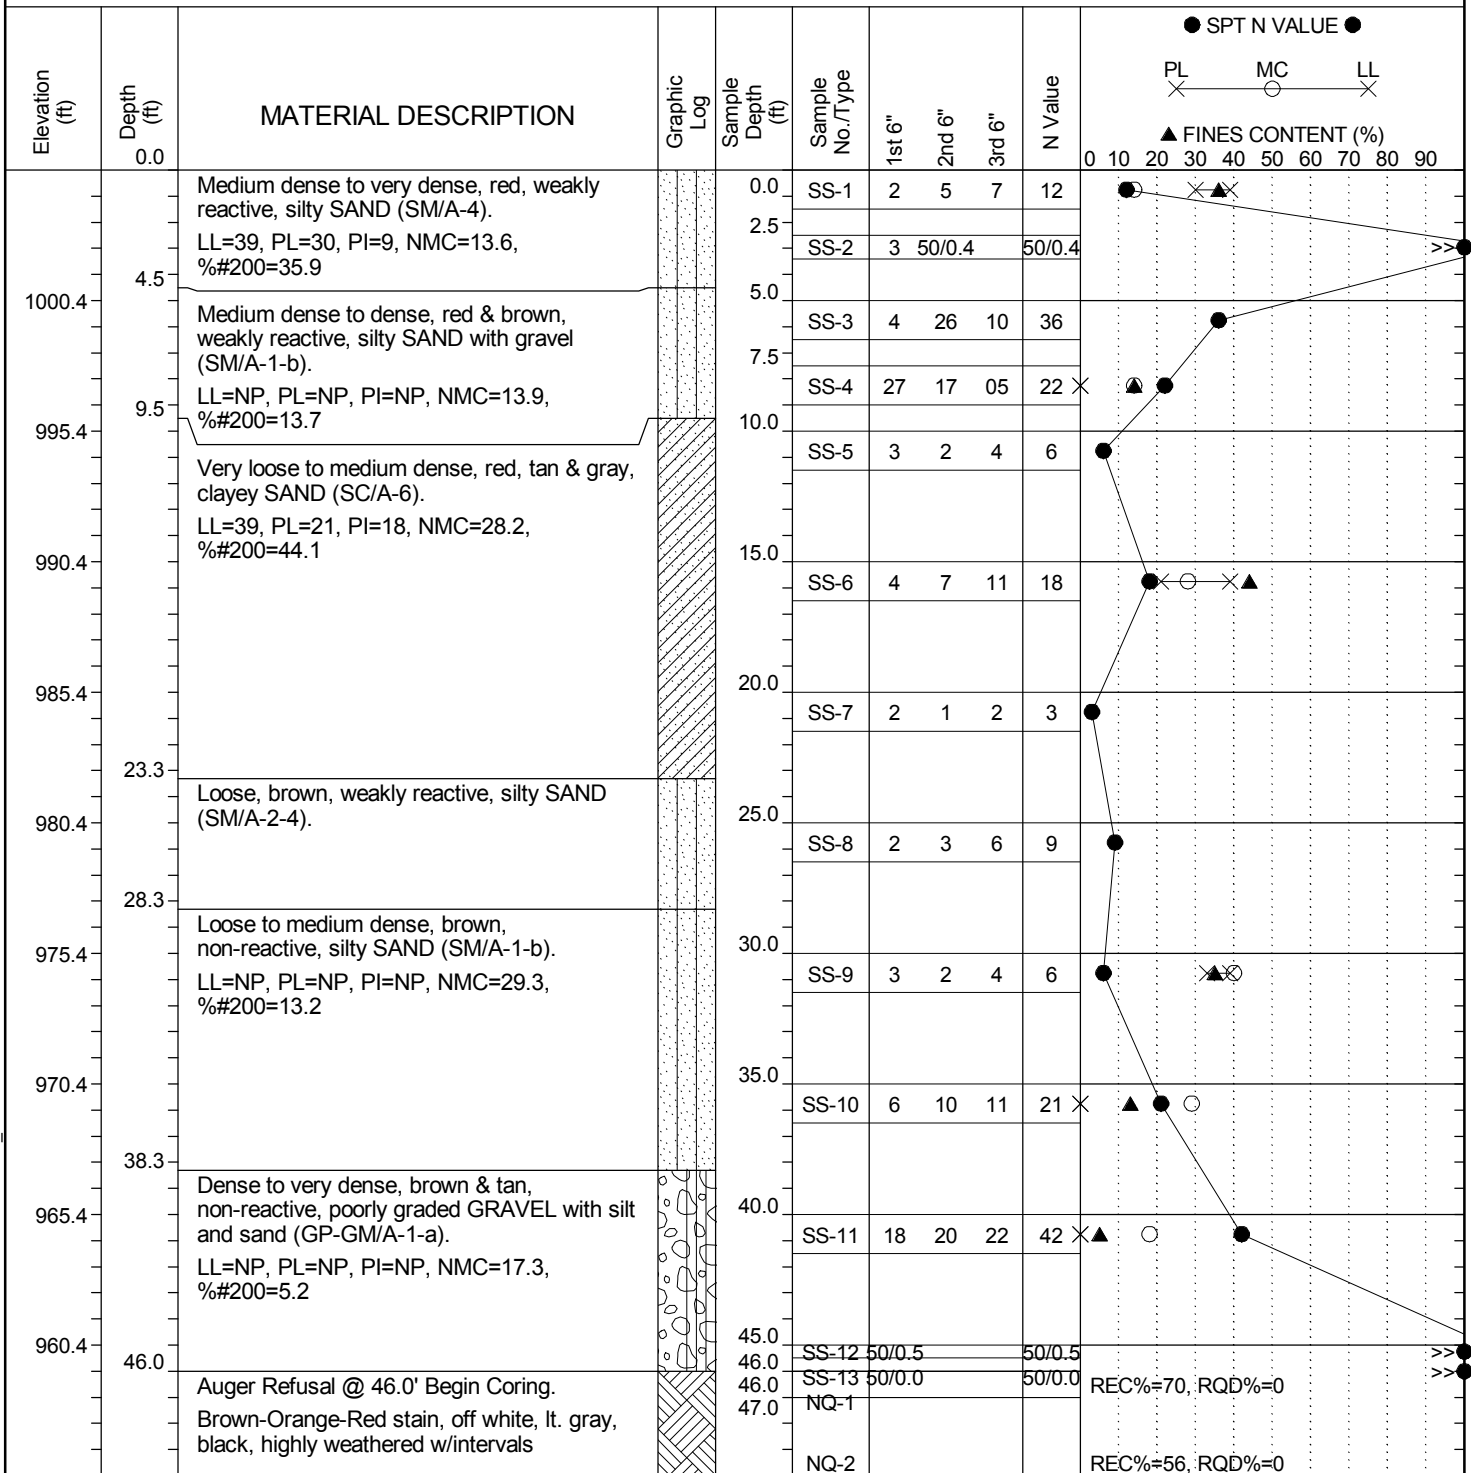 ● SPT N VALUE ●
PL MC LL
▲ FINES CONTENT (%)
0 10 20 30 40 50 60 70 80 90
Elevation (ft)
Depth (ft)
0.0
MATERIAL DESCRIPTION
Graphic Log
Sample Depth (ft)
Sample No./Type
1st 6"
2nd 6"
3rd 6"
N Value
Medium dense to very dense, red, weakly
reactive, silty SAND (SM/A-4).
LL=39, PL=30, PI=9, NMC=13.6,
%#200=35.9
4.5
0.0 SS-1 2 5 7 12
2.5 SS-2 3 50/0.4 50/0.4 >>
1000.4
Medium dense to dense, red & brown,
weakly reactive, silty SAND with gravel
(SM/A-1-b).
LL=NP, PL=NP, PI=NP, NMC=13.9,
%#200=13.7
9.5
5.0 SS-3 4 26 10 36
7.5 SS-4 27 17 05 22
995.4
Very loose to medium dense, red, tan & gray,
clayey SAND (SC/A-6).
LL=39, PL=21, PI=18, NMC=28.2,
%#200=44.1
10.0 SS-5 3 2 4 6
990.4
15.0 SS-6 4 7 11 18
985.4
20.0 SS-7 2 1 2 3
23.3
Loose, brown, weakly reactive, silty SAND
(SM/A-2-4).
980.4
25.0 SS-8 2 3 6 9
28.3
Loose to medium dense, brown,
non-reactive, silty SAND (SM/A-1-b).
LL=NP, PL=NP, PI=NP, NMC=29.3,
%#200=13.2
975.4
30.0 SS-9 3 2 4 6
970.4
35.0 SS-10 6 10 11 21
38.3
Dense to very dense, brown & tan,
non-reactive, poorly graded GRAVEL with silt
and sand (GP-GM/A-1-a).
LL=NP, PL=NP, PI=NP, NMC=17.3,
%#200=5.2
965.4
40.0 SS-11 18 20 22 42
960.4
45.0 SS-12 50/0.5 50/0.5 >>
46.0
46.0 SS-13 50/0.0 50/0.0 >>
Auger Refusal @ 46.0' Begin Coring.
46.0 NQ-1 REC%=70, RQD%=0
Brown-Orange-Red stain, off white, lt. gray,
black, highly weathered w/intervals
47.0 NQ-2 REC%=56, RQD%=0